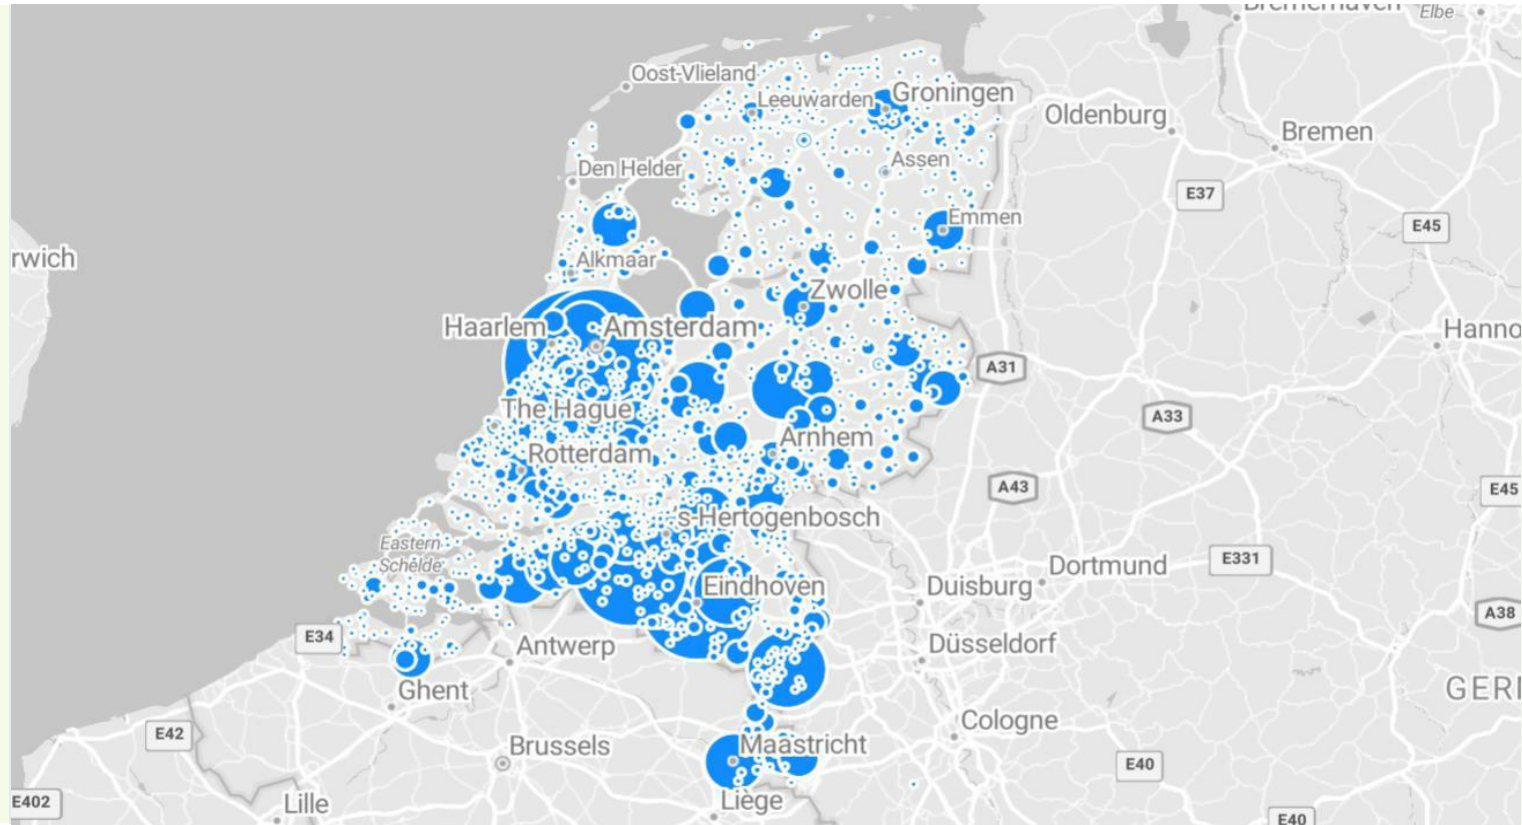 Elbe
Oost-Vlieland
Leeuwarden
Groningen
Oldenburg
Bremen
Assen
Den Helder
E37
Emmen
E45
rwich
Alkmaar
Zwolle
Haarlem
Amsterdam
Hanno
A31
The Hague
A33
Arnhem
Rotterdam
A43
E45
s-Hertogenbosch
Eastern
Schelde
E331
Dortmund
Eindhoven
Duisburg
A38
E34
Antwerp
Düsseldorf
Ghent
GERI
Cologne
E42
Brussels
Maastricht
E40
E402
Lille
Liège
E40